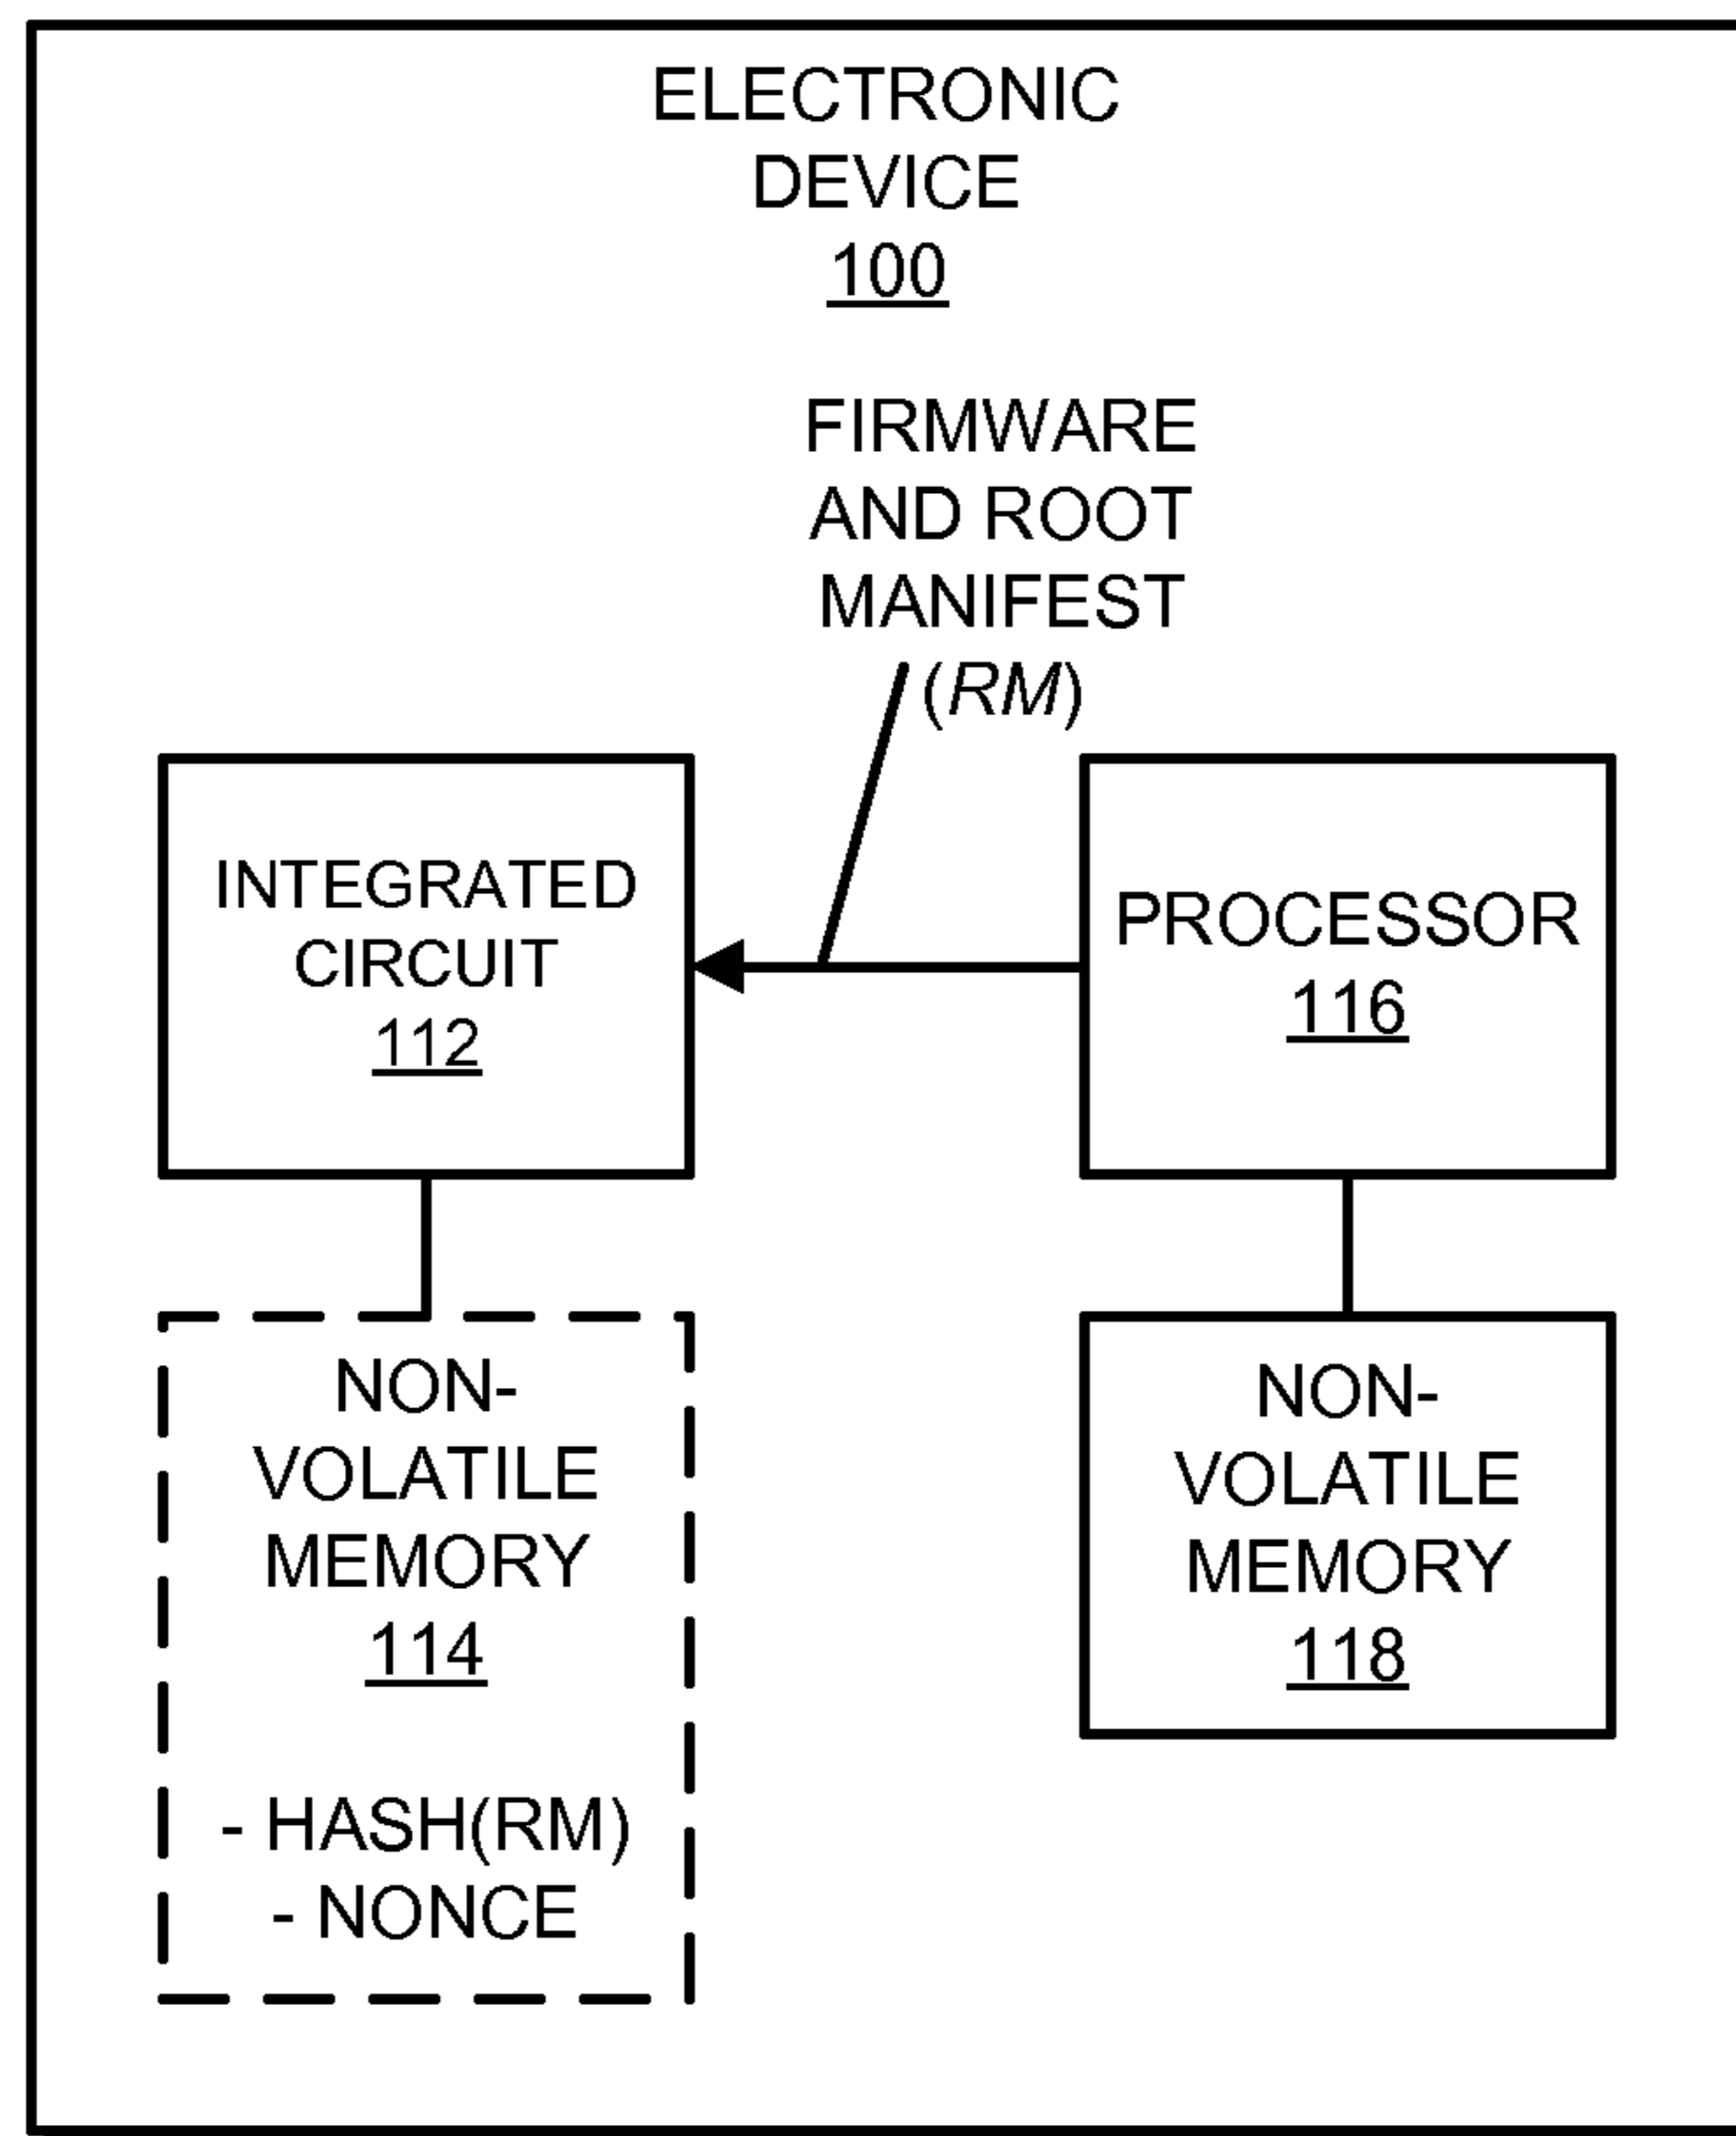 ELECTRONIC
DEVICE
100
FIRMWARE
AND ROOT
MANIFEST
(RM)
INTEGRATED
CIRCUIT
112
PROCESSOR
116
NON-
VOLATILE
MEMORY
114
- HASH(RM)
- NONCE
NON-
VOLATILE
MEMORY
118